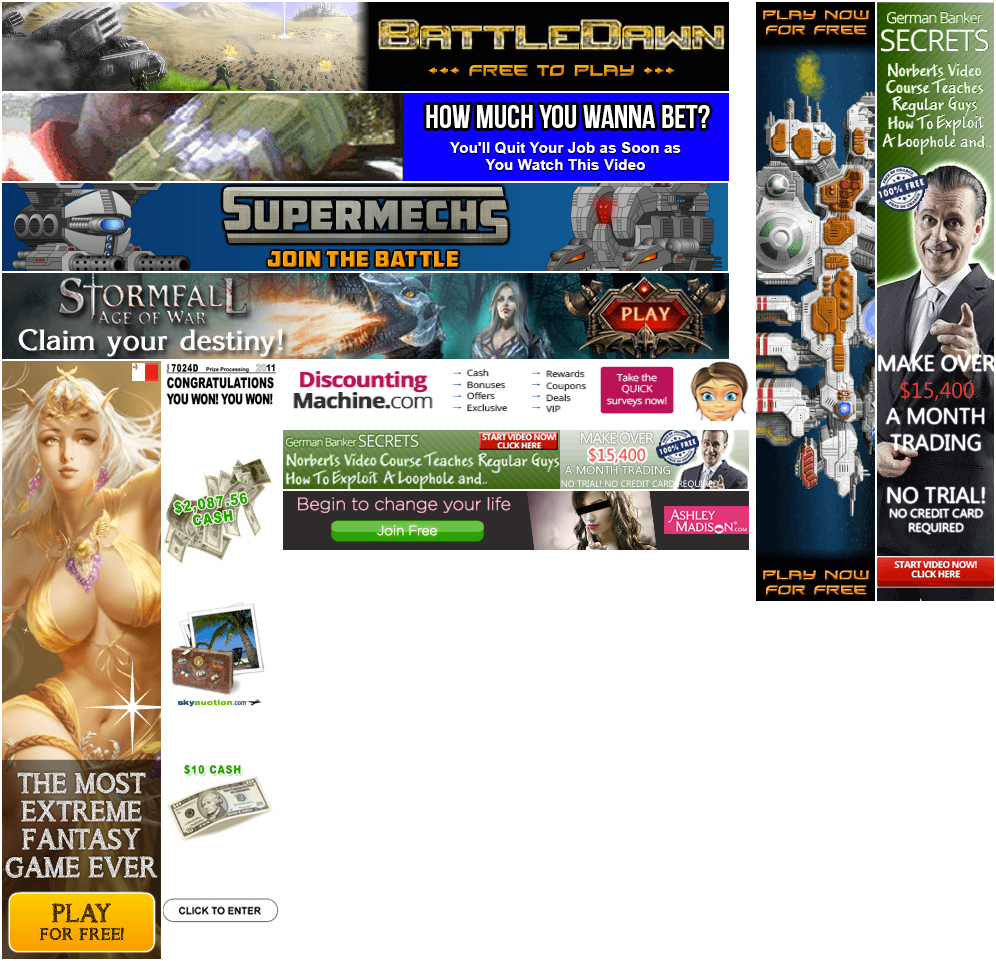 BATTLEDAWN
FREE TO PLAY
HOW MUCH YOU WANNA BET?
You'll Quit Your Job as Soon as
You Watch This Video
SUPERMECHS
JOIN THE BATTLE
STORMFALL
AGE OF WAR
Claim your destiny!
PLAY
THE MOST
EXTREME
FANTASY
GAME EVER
PLAY
FOR FREE!
7024D Prize Processing 2011
CONGRATULATIONS
YOU WON! YOU WON!
$2,087.56
CASH
skyauction.com
$10 CASH
CLICK TO ENTER
Discounting
Machine.com
Cash
Bonuses
Offers
Exclusive
Rewards
Coupons
Deals
VIP
Take the
QUICK
surveys now!
German Banker SECRETS
Norberts Video Course Teaches Regular Guys
How To Exploit A Loophole and..
START VIDEO NOW!
CLICK HERE
MAKE OVER
$15,400
A MONTH TRADING
NO TRIAL! NO CREDIT CARD REQUIRED
100% FREE
Begin to change your life
Join Free
ASHLEY
MADISON.COM
PLAY NOW
FOR FREE
PLAY NOW
FOR FREE
German Banker
SECRETS
Norberts Video
Course Teaches
Regular Guys
How To Exploit
A Loophole and..
100% FREE
MAKE OVER
$15,400
A MONTH
TRADING
NO TRIAL!
NO CREDIT CARD
REQUIRED
START VIDEO NOW!
CLICK HERE